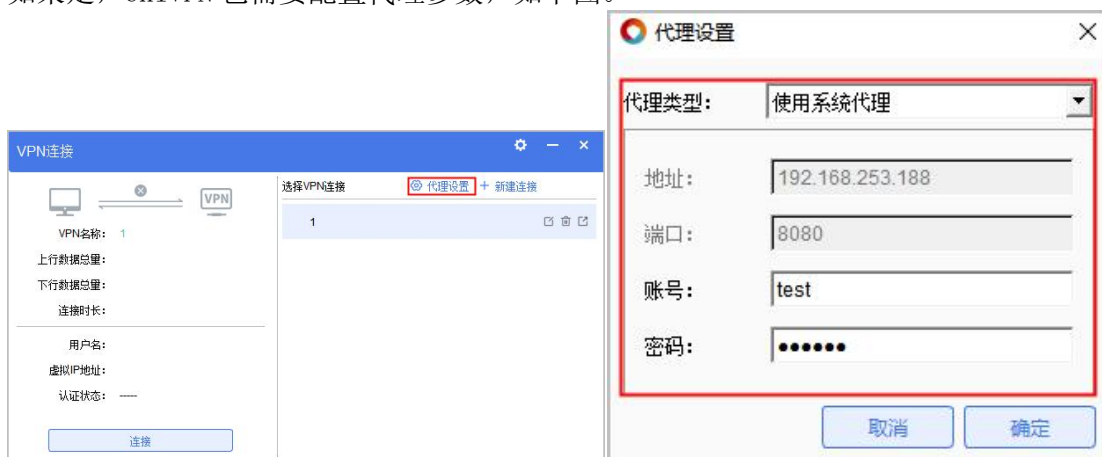 如果是，UniVPN也需要配置代理参数，如下图。
VPN连接
VPN
VPN名称： 1
上行数据总量：
下行数据总量：
连接时长：
用户名：
虚拟IP地址：
认证状态： -----
连接
选择VPN连接 代理设置 + 新建连接
1
代理设置
代理类型： 使用系统代理
地址： 192.168.253.188
端口： 8080
账号： test
密码： ●●●●●●
取消 确定